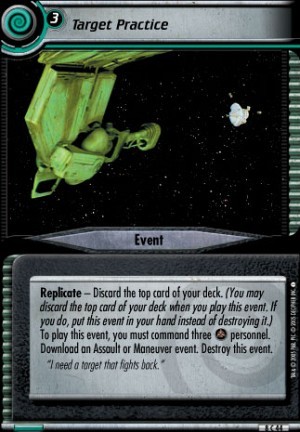 3
Target Practice
Event
Replicate – Discard the top card of your deck. (You may
discard the top card of your deck when you play this event. If
you do, put this event in your hand instead of destroying it.)
To play this event, you must command three personnel.
Download an Assault or Maneuver event. Destroy this event.
"I need a target that fights back."